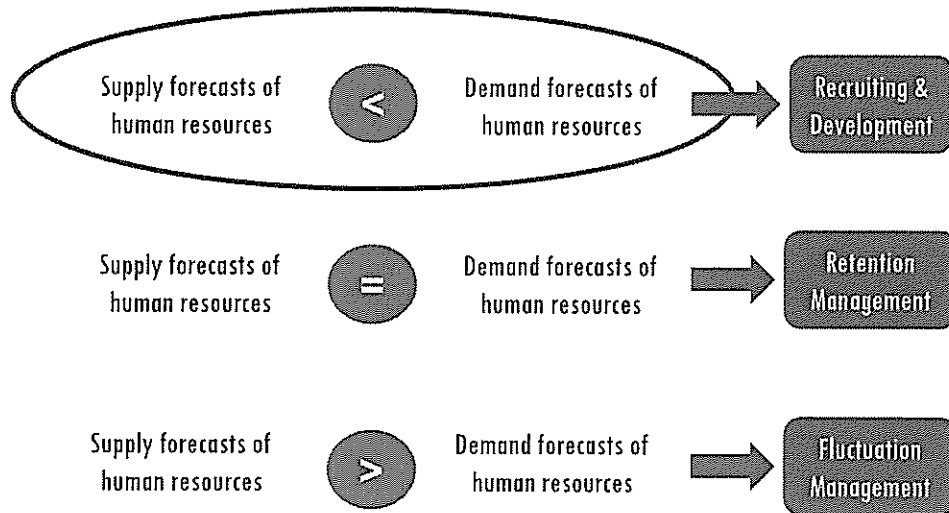 Supply forecasts of
human resources
<
Demand forecasts of
human resources
Recruiting &
Development
Supply forecasts of
human resources
=
Demand forecasts of
human resources
Retention
Management
Supply forecasts of
human resources
>
Demand forecasts of
human resources
Fluctuation
Management